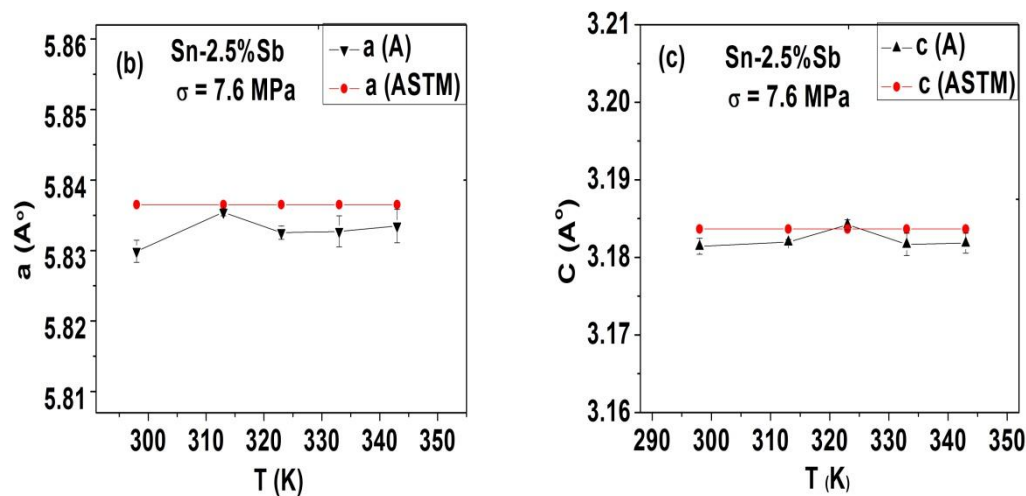 (b)
Sn-2.5%Sb
σ = 7.6 MPa
a (A)
a (ASTM)
5.86
5.85
5.84
5.83
5.82
5.81
a (A°)
300 310 320 330 340 350
T (K)
(c)
Sn-2.5%Sb
σ = 7.6 MPa
c (A)
c (ASTM)
3.21
3.20
3.19
3.18
3.17
3.16
C (A°)
290 300 310 320 330 340 350
T (K)